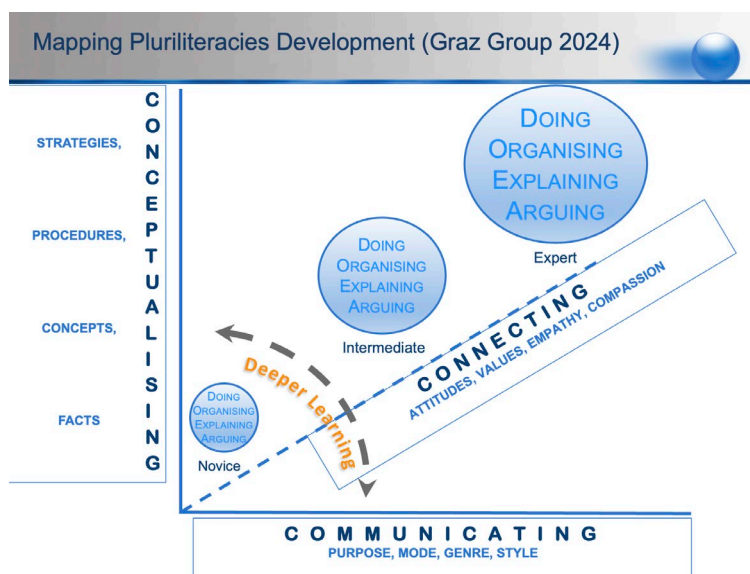 Mapping Pluriliteracies Development (Graz Group 2024)
CONCEPTUALISING
STRATEGIES,
PROCEDURES,
CONCEPTS,
FACTS
DOING
ORGANISING
EXPLAINING
ARGUING
Expert
DOING
ORGANISING
EXPLAINING
ARGUING
Intermediate
DOING
ORGANISING
EXPLAINING
ARGUING
Novice
Deeper Learning
CONNECTING
ATTITUDES, VALUES, EMPATHY, COMPASSION
COMMUNICATING
PURPOSE, MODE, GENRE, STYLE